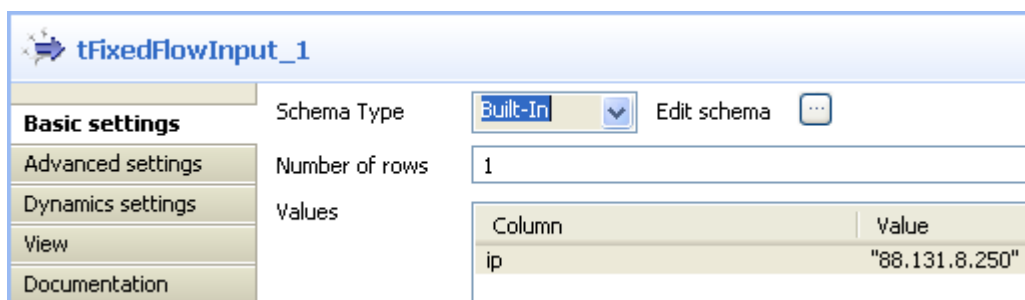 tFixedFlowInput_1
Basic settings
Advanced settings
Dynamics settings
View
Documentation
Schema Type Built-In Edit schema ...
Number of rows 1
Values
Column Value
ip "88.131.8.250"